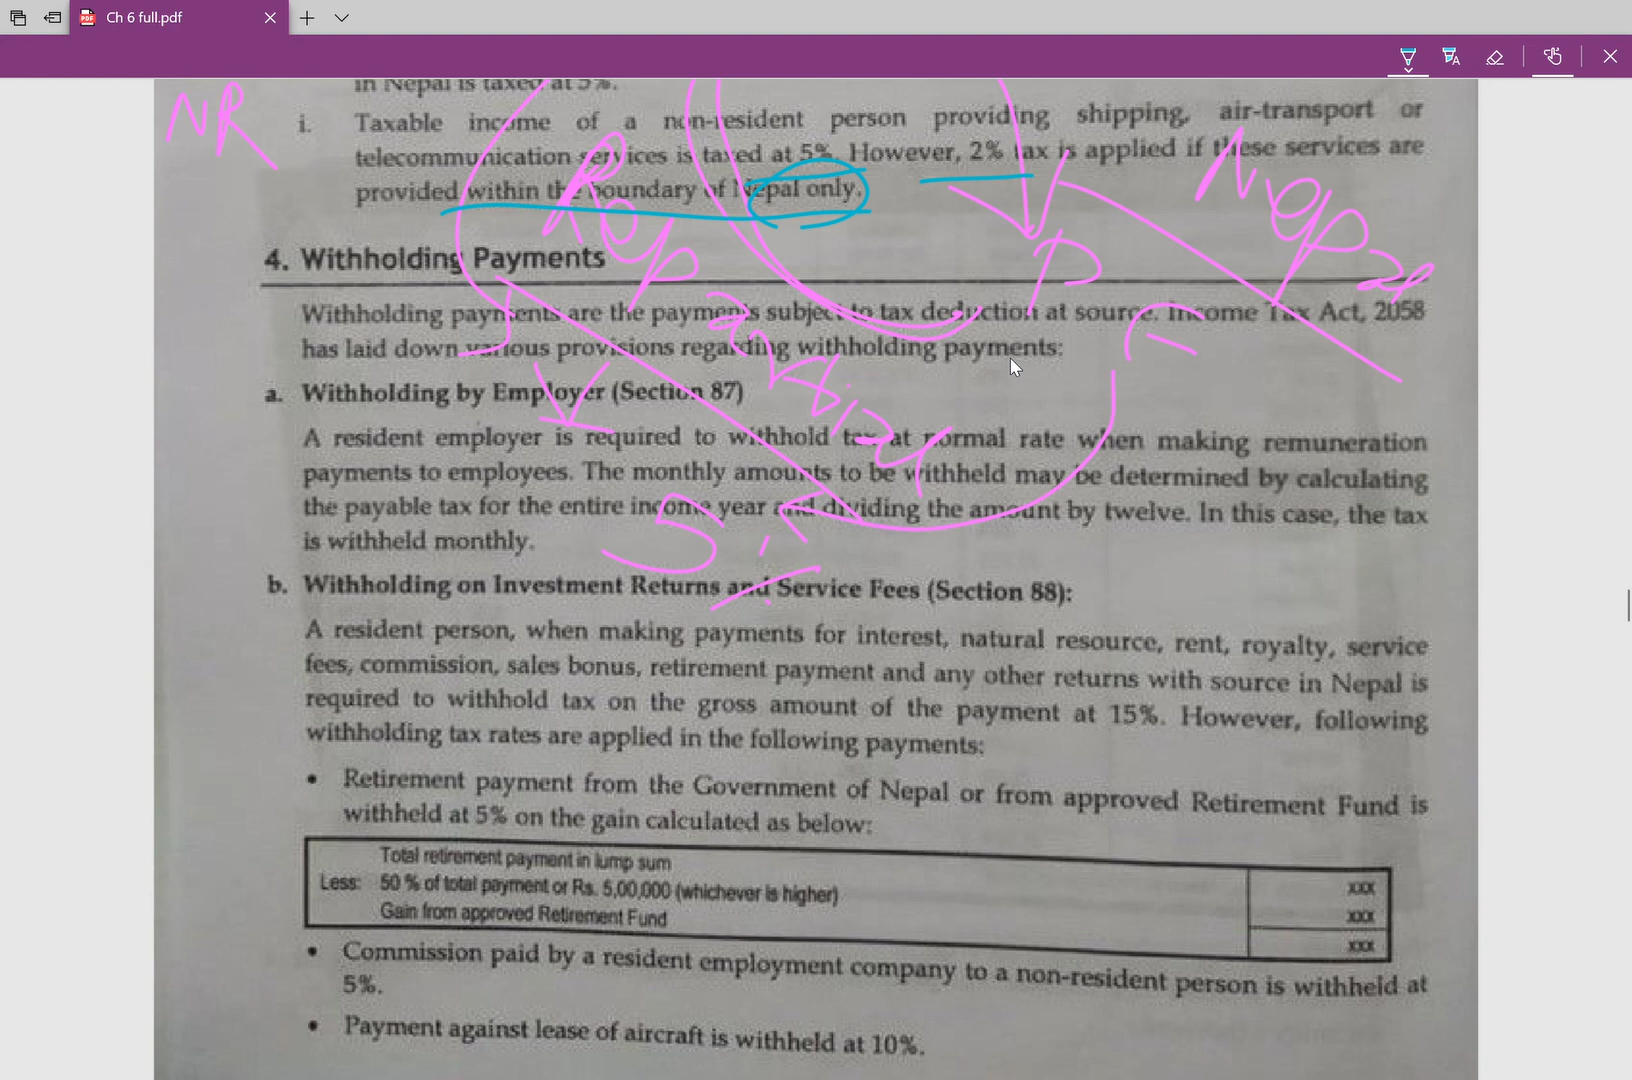 Ch 6 full.pdf
in Nepal is taxed at 5%.
NR
i. Taxable income of a non-resident person providing shipping, air-transport or
telecommunication services is taxed at 5%. However, 2% tax is applied if these services are
provided within the boundary of Nepal only.
Nepal
4. Withholding Payments
Withholding payments are the payments subject to tax deduction at source. Income Tax Act, 2058
has laid down various provisions regarding withholding payments:
a. Withholding by Employer (Section 87)
A resident employer is required to withhold tax at normal rate when making remuneration
payments to employees. The monthly amounts to be withheld may be determined by calculating
the payable tax for the entire income year and dividing the amount by twelve. In this case, the tax
is withheld monthly.
b. Withholding on Investment Returns and Service Fees (Section 88):
A resident person, when making payments for interest, natural resource, rent, royalty, service
fees, commission, sales bonus, retirement payment and any other returns with source in Nepal is
required to withhold tax on the gross amount of the payment at 15%. However, following
withholding tax rates are applied in the following payments:
• Retirement payment from the Government of Nepal or from approved Retirement Fund is
withheld at 5% on the gain calculated as below:
Total retirement payment in lump sum xxx
Less: 50 % of total payment or Rs. 5,00,000 (whichever is higher) xxx
Gain from approved Retirement Fund xxx
• Commission paid by a resident employment company to a non-resident person is withheld at
5%.
• Payment against lease of aircraft is withheld at 10%.